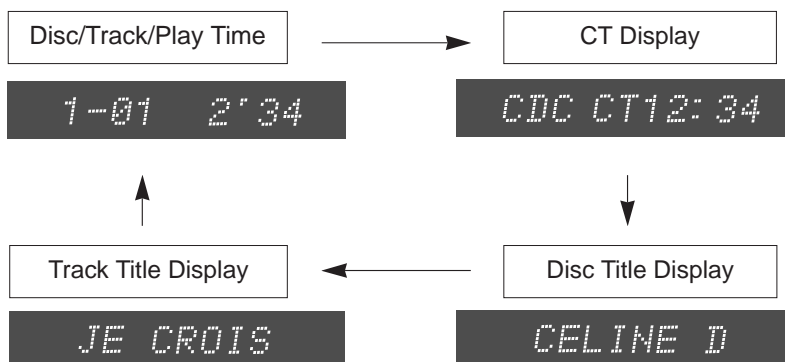 Disc/Track/Play Time
CT Display
1-01 2'34
CDC CT12:34
Track Title Display
Disc Title Display
JE CROIS
CELINE D